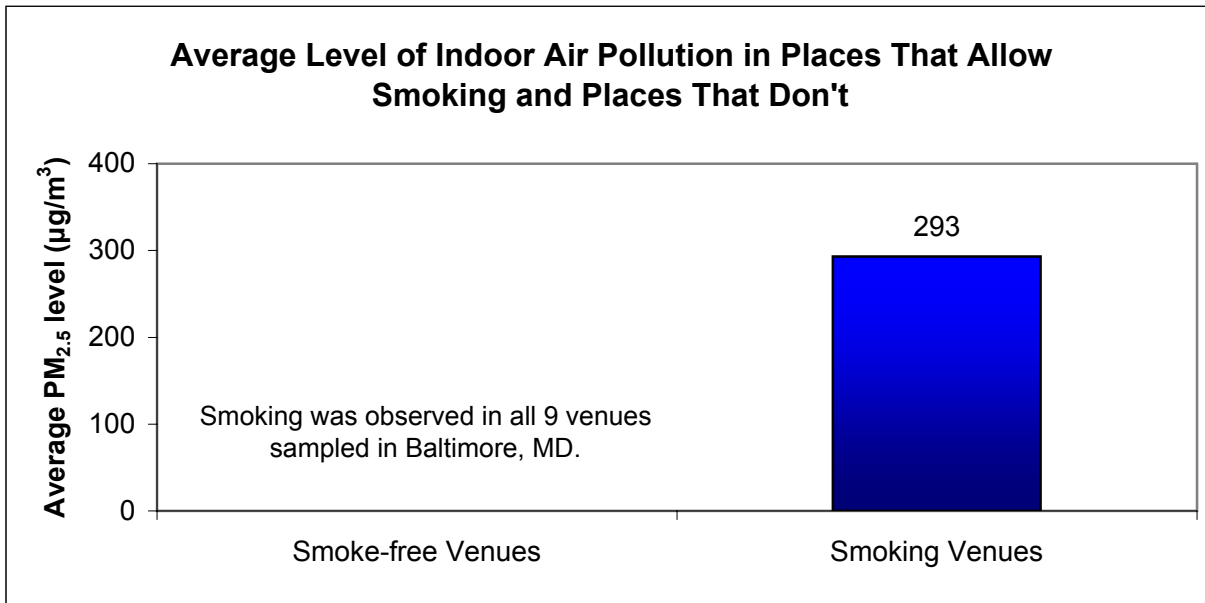 Average Level of Indoor Air Pollution in Places That Allow
Smoking and Places That Don't
Average PM2.5 level (µg/m³)
400
300
200
100
0
293
Smoking was observed in all 9 venues
sampled in Baltimore, MD.
Smoke-free Venues
Smoking Venues